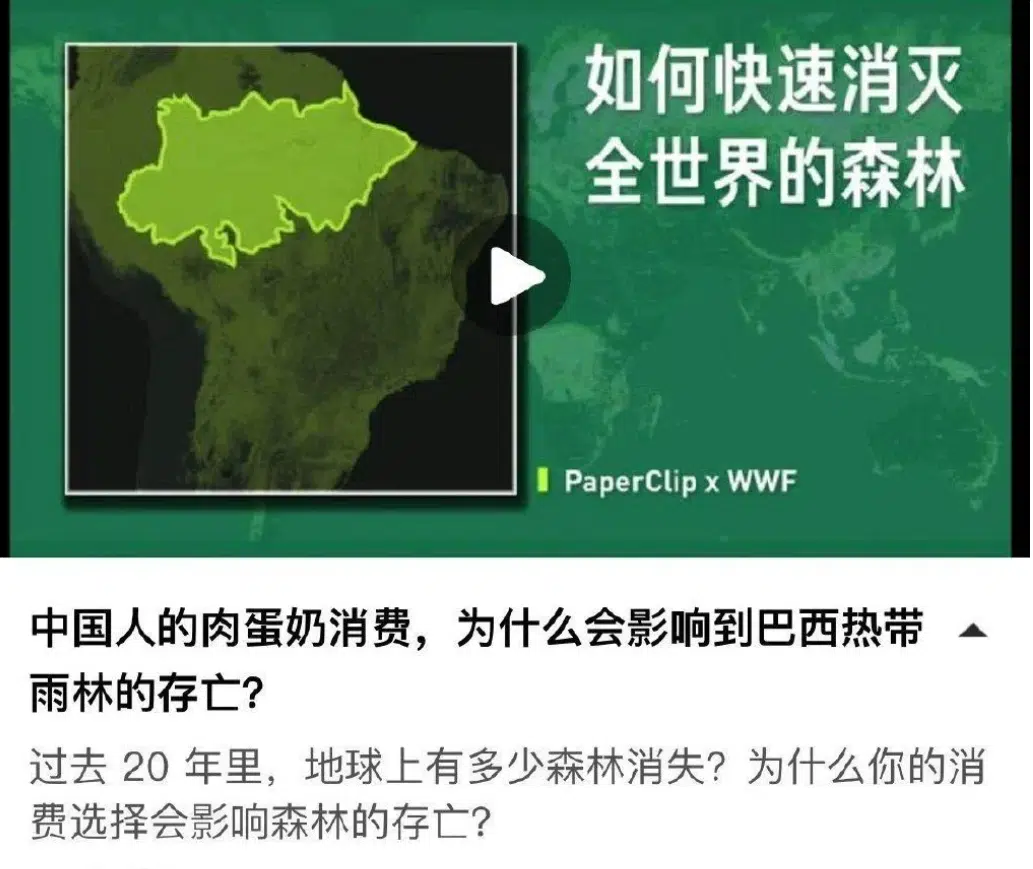 如何快速消灭
全世界的森林
PaperClip x WWF
中国人的肉蛋奶消费，为什么会影响到巴西热带
雨林的存亡？
过去 20 年里，地球上有多少森林消失？为什么你的消
费选择会影响森林的存亡？